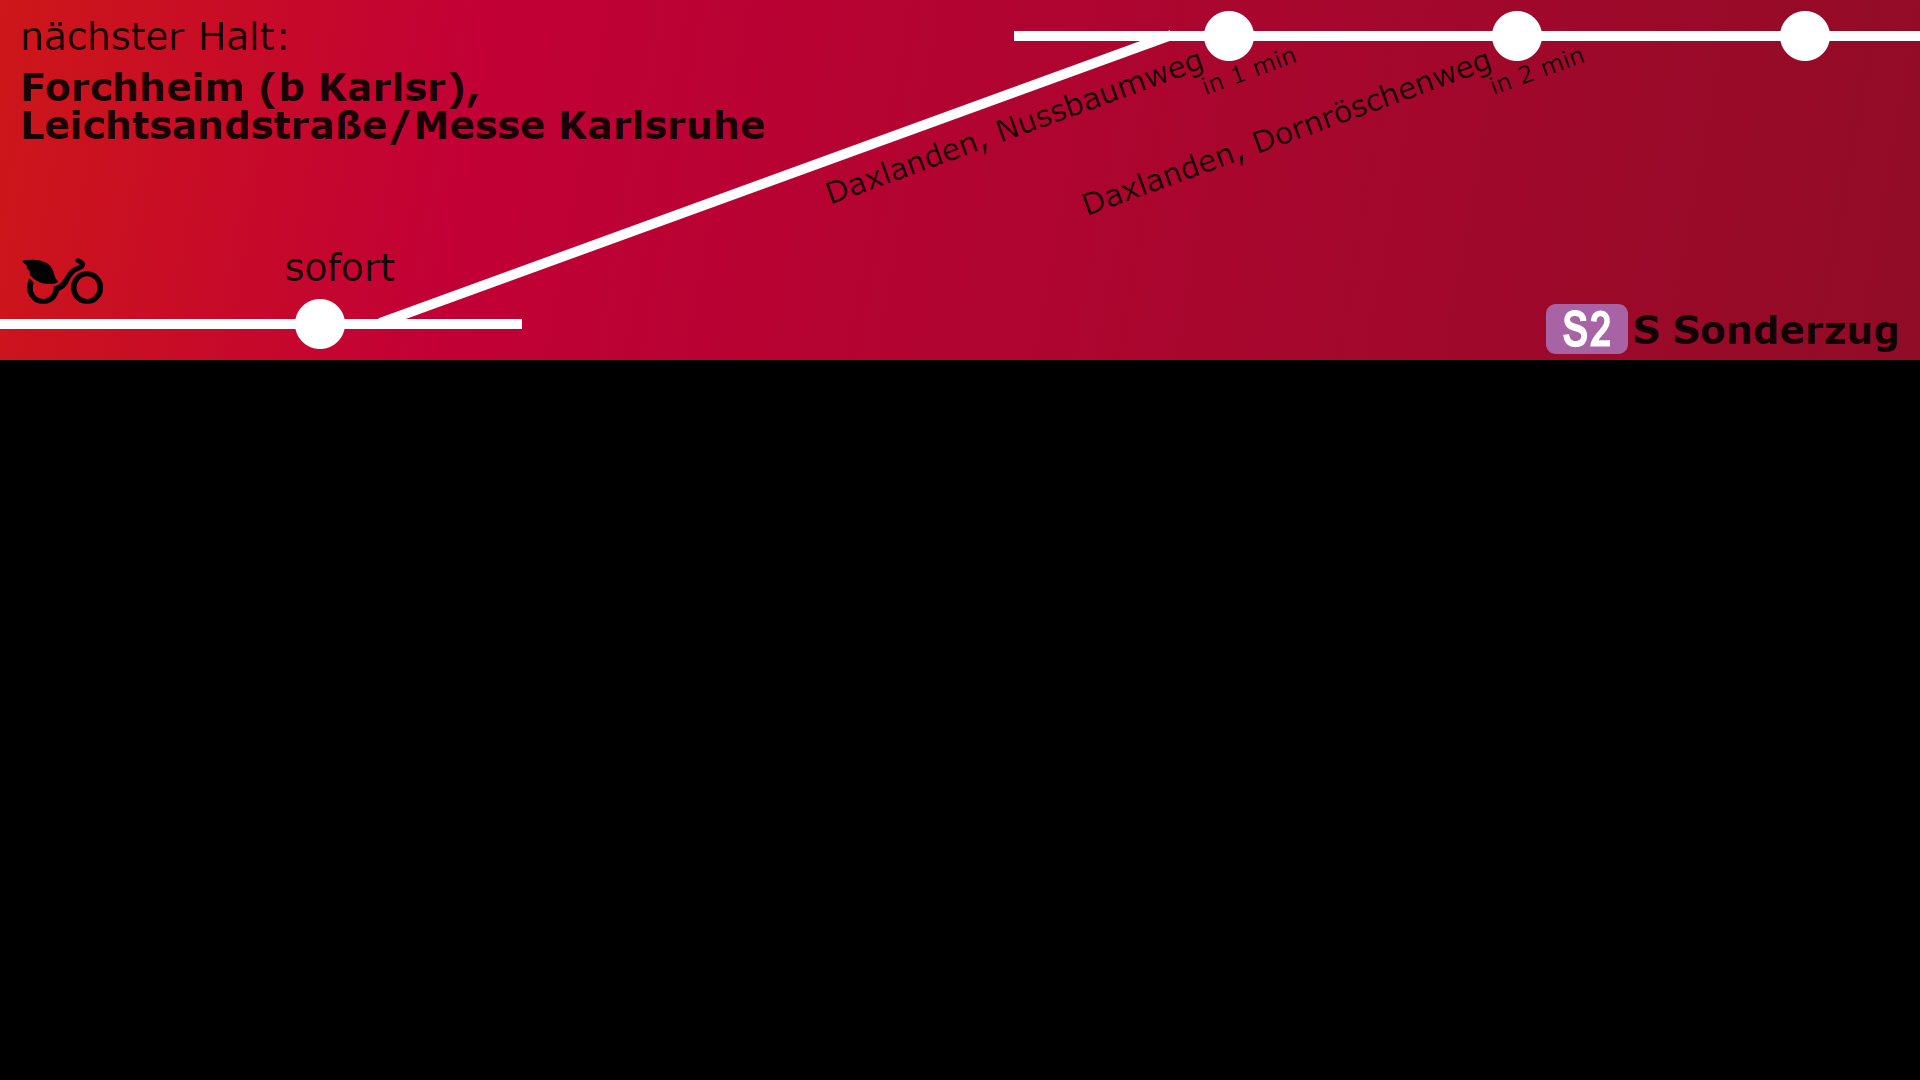 nächster Halt:
Forchheim (b Karlsr),
Leichtsandstraße/Messe Karlsruhe
sofort
Daxlanden, Nussbaumweg
in 1 min
Daxlanden, Dornröschenweg
in 2 min
S2 S Sonderzug